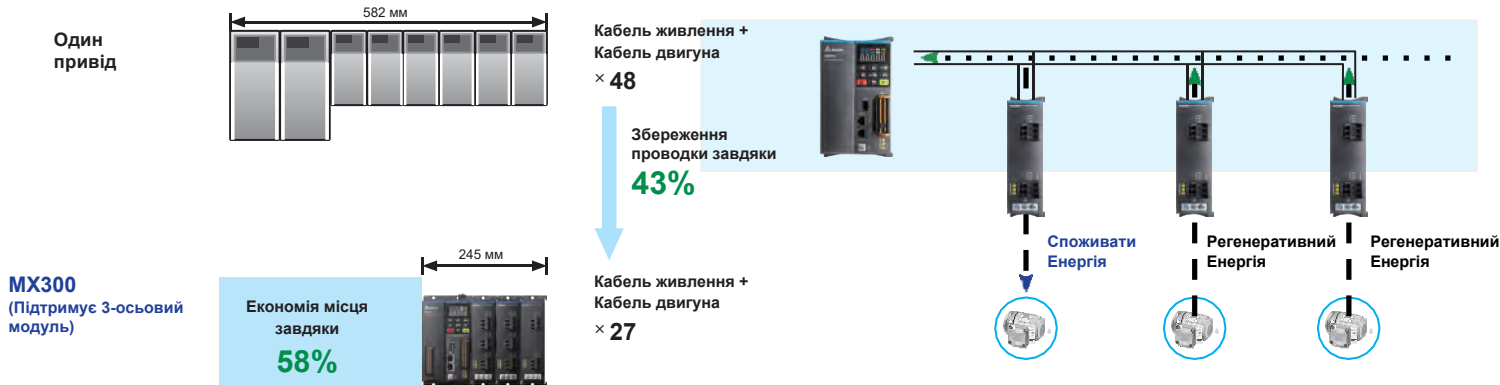 582 мм
Один
привід
Кабель живлення +
Кабель двигуна
× 48
Збереження
проводки завдяки
43%
Споживати
Енергія
Регенеративний
Енергія
Регенеративний
Енергія
MX300
(Підтримує 3-осьовий
модуль)
Економія місця
завдяки
58%
245 мм
Кабель живлення +
Кабель двигуна
× 27